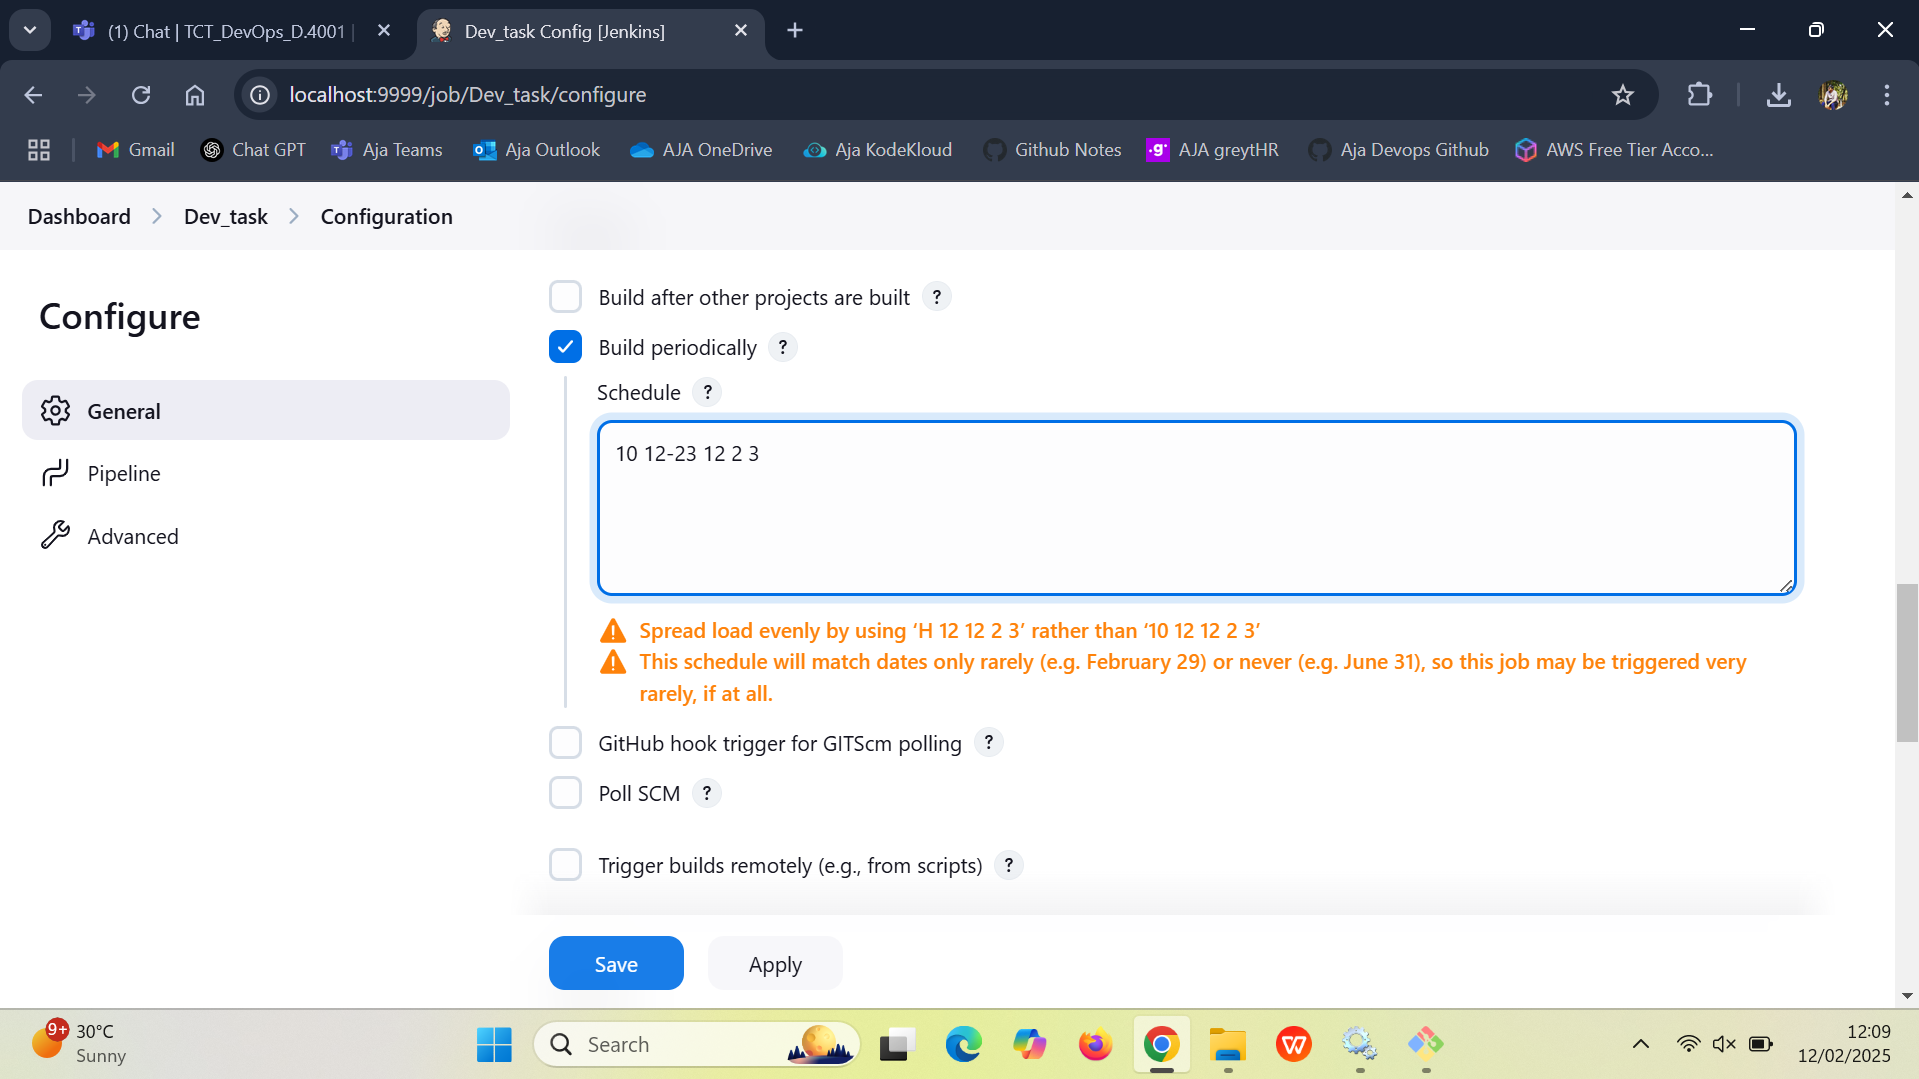 (1) Chat | TCT_DevOps_D.4001 |
Dev_task Config [Jenkins]
localhost:9999/job/Dev_task/configure
Gmail
Chat GPT
Aja Teams
Aja Outlook
AJA OneDrive
Aja KodeKloud
Github Notes
.g
AJA greytHR
Aja Devops Github
AWS Free Tier Acco...
Dashboard
Dev_task
Configuration
Configure
General
Pipeline
Advanced
Build after other projects are built ?
Build periodically ?
Schedule ?
10 12-23 12 2 3
Spread load evenly by using ‘H 12 12 2 3’ rather than ‘10 12 12 2 3’
This schedule will match dates only rarely (e.g. February 29) or never (e.g. June 31), so this job may be triggered very
rarely, if at all.
GitHub hook trigger for GITScm polling ?
Poll SCM ?
Trigger builds remotely (e.g., from scripts) ?
Save
Apply
9+
30°C
Sunny
Search
12:09
12/02/2025